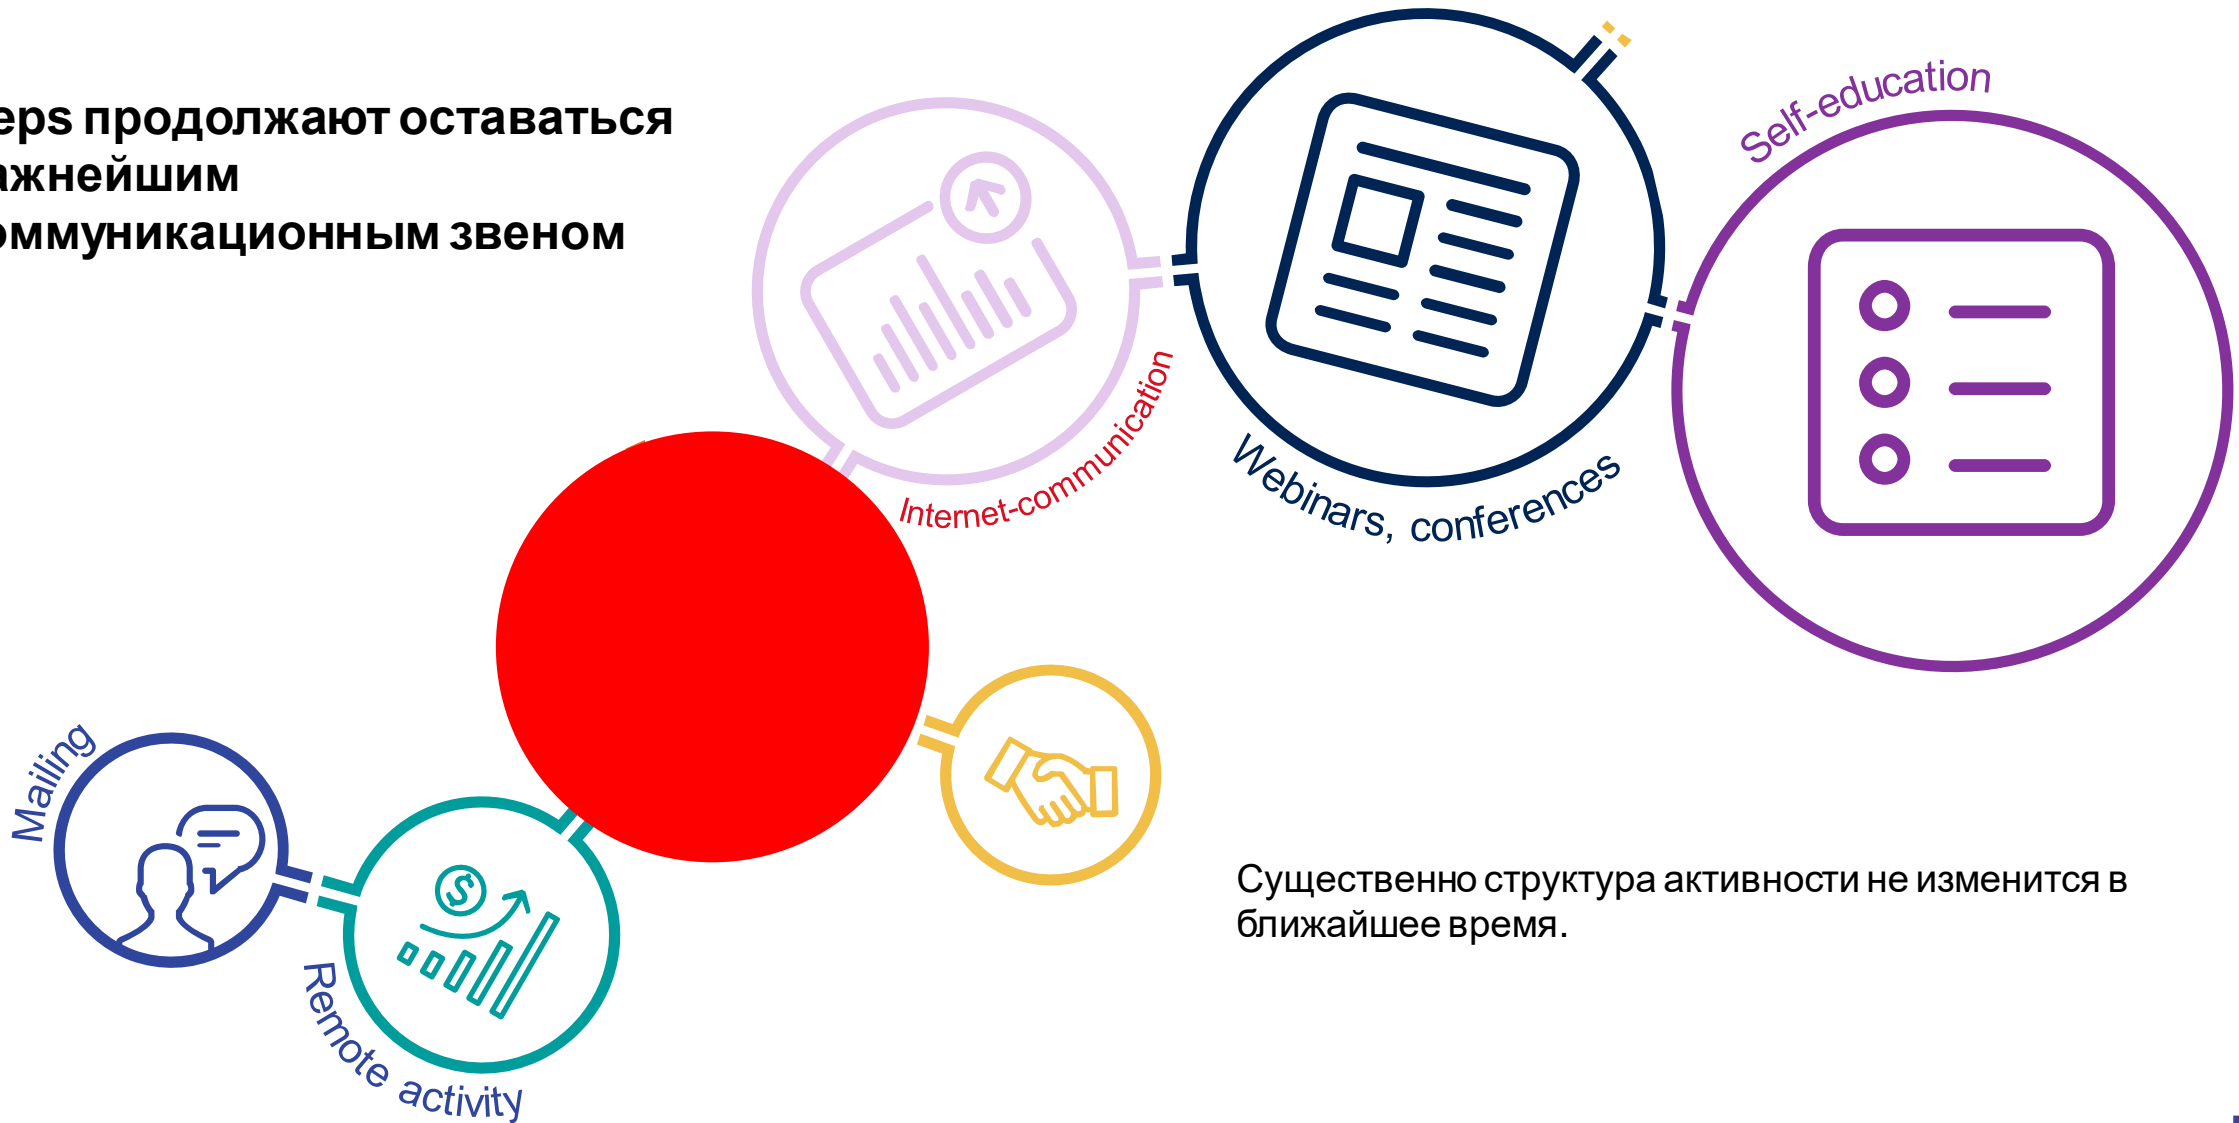 eps продолжают оставаться
ажнейшим
оммуникационным звеном
Self-education
Internet-communication
Webinars, conferences
Mailing
Remote activity
Существенно структура активности не изменится в
ближайшее время.